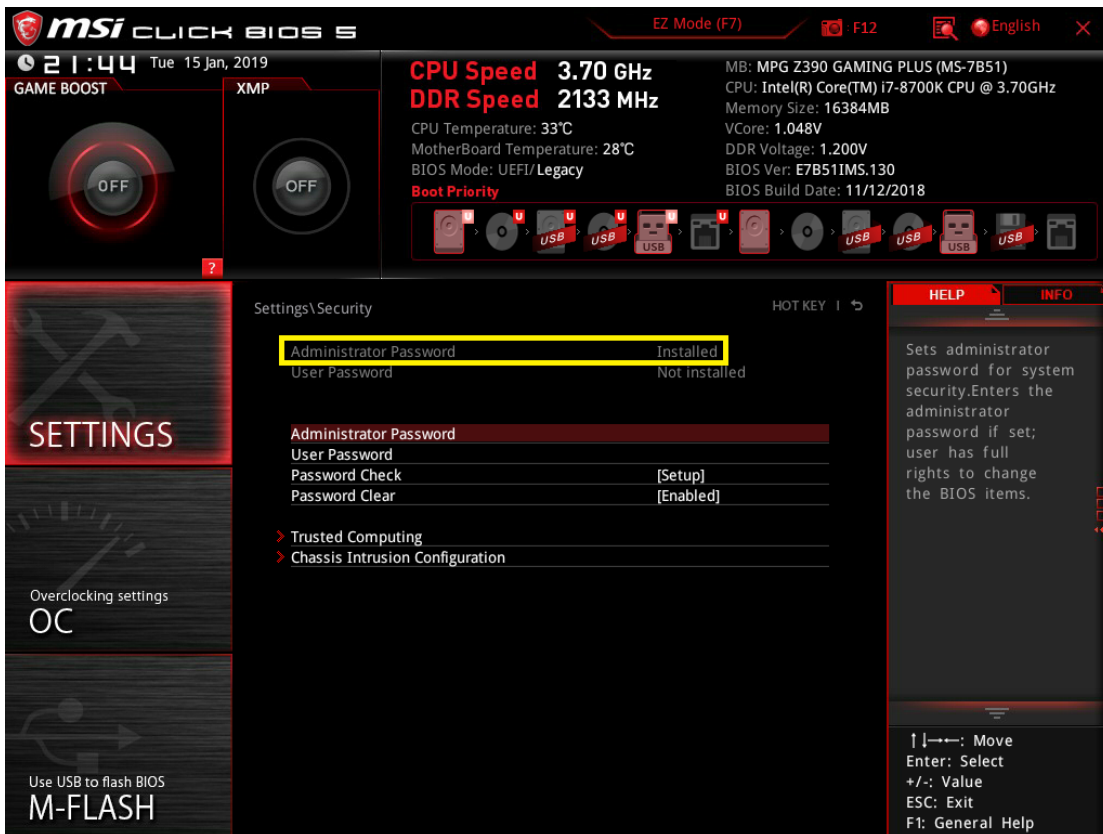 msi CLICK BIOS 5
EZ Mode (F7)
: F12
English
21:44 Tue 15 Jan, 2019
GAME BOOST
XMP
OFF
OFF
?
CPU Speed 3.70 GHz
DDR Speed 2133 MHz
CPU Temperature: 33°C
MotherBoard Temperature: 28°C
BIOS Mode: UEFI/Legacy
Boot Priority
MB: MPG Z390 GAMING PLUS (MS-7B51)
CPU: Intel(R) Core(TM) i7-8700K CPU @ 3.70GHz
Memory Size: 16384MB
VCore: 1.048V
DDR Voltage: 1.200V
BIOS Ver: E7B51IMS.130
BIOS Build Date: 11/12/2018
U U U U U U
USB USB USB USB USB USB USB
SETTINGS
Overclocking settings
OC
Use USB to flash BIOS
M-FLASH
Settings\Security
HOT KEY |
Administrator Password Installed
User Password Not installed
Administrator Password
User Password
Password Check [Setup]
Password Clear [Enabled]
Trusted Computing
Chassis Intrusion Configuration
HELP
INFO
Sets administrator
password for system
security.Enters the
administrator
password if set;
user has full
rights to change
the BIOS items.
↑↓→←: Move
Enter: Select
+/-: Value
ESC: Exit
F1: General Help